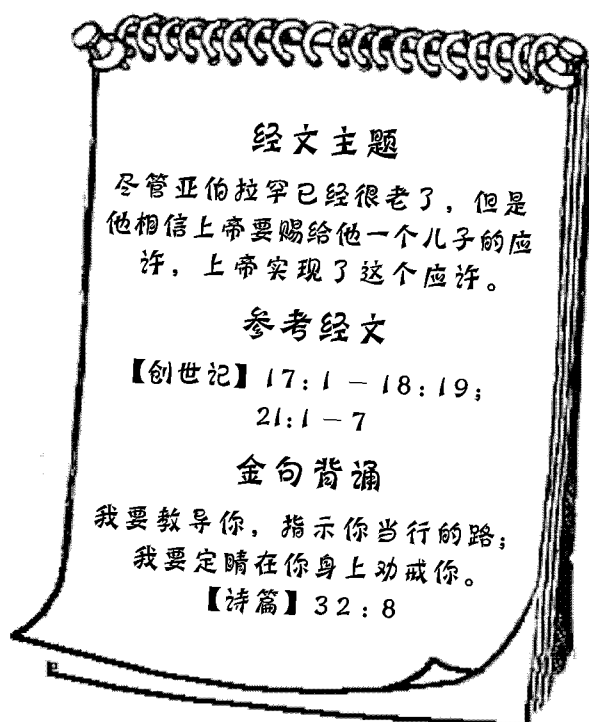 经文主题
尽管亚伯拉罕已经很老了，但是
他相信上帝要赐给他一个儿子的应
许，上帝实现了这个应许。
参考经文
【创世记】17：1－18：19；
21：1－7
金句背诵
我要教导你，指示你当行的路；
我要定睛在你身上劝戒你。
【诗篇】32：8